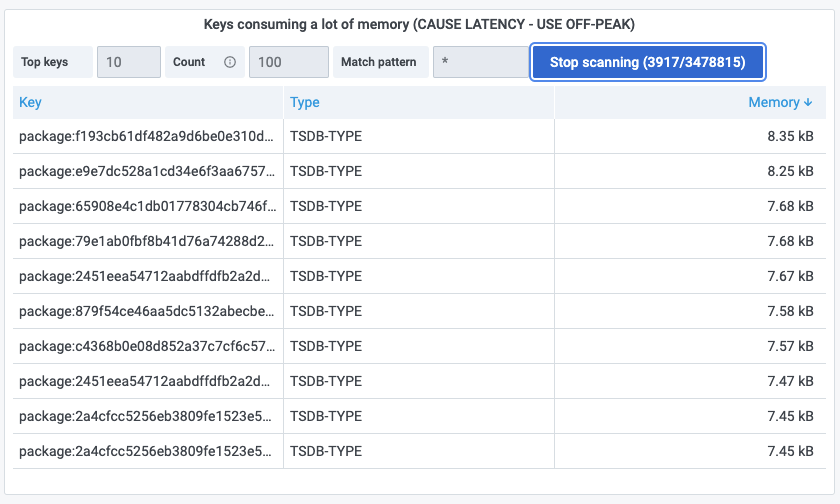 Keys consuming a lot of memory (CAUSE LATENCY - USE OFF-PEAK)
Top keys 10 Count 100 Match pattern * Stop scanning (3917/3478815)
Key Type Memory ↓
package:f193cb61df482a9d6be0e310d... TSDB-TYPE 8.35 kB
package:e9e7dc528a1cd34e6f3aa6757... TSDB-TYPE 8.25 kB
package:65908e4c1db01778304cb746f... TSDB-TYPE 7.68 kB
package:79e1ab0fbf8b41d76a74288d2... TSDB-TYPE 7.68 kB
package:2451eea54712aabdffdfb2a2d... TSDB-TYPE 7.67 kB
package:879f54ce46aa5dc5132abecbe... TSDB-TYPE 7.58 kB
package:c4368b0e08d852a37c7cf6c57... TSDB-TYPE 7.57 kB
package:2451eea54712aabdffdfb2a2d... TSDB-TYPE 7.47 kB
package:2a4cfcc5256eb3809fe1523e5... TSDB-TYPE 7.45 kB
package:2a4cfcc5256eb3809fe1523e5... TSDB-TYPE 7.45 kB